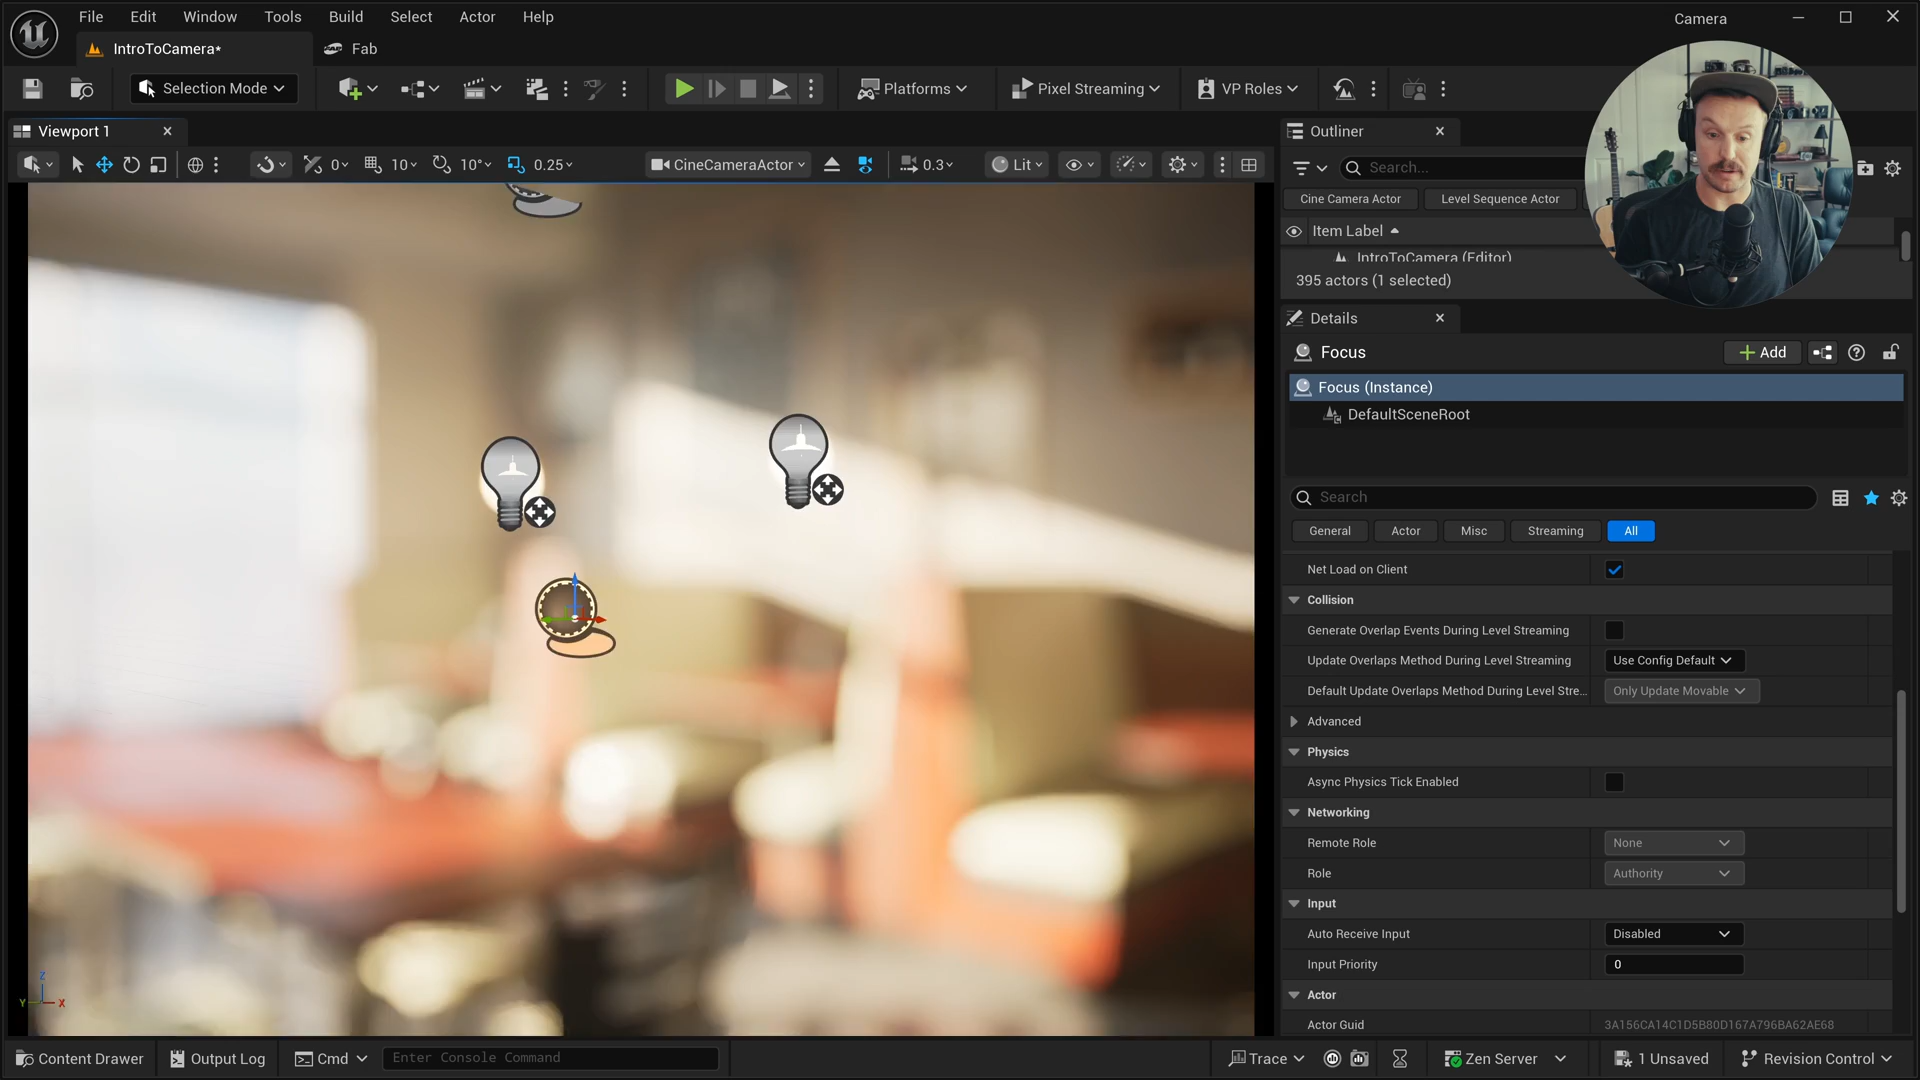 File Edit Window Tools Build Select Actor Help
Camera
IntroToCamera*
Fab
Selection Mode
Platforms
Pixel Streaming
VP Roles
Viewport 1
Outliner
0
10
10°
0.25
CineCameraActor
0.3
Lit
Search...
Cine Camera Actor
Level Sequence Actor
Item Label
IntroToCamera (Editor)
395 actors (1 selected)
Details
Focus
Add
Focus (Instance)
DefaultSceneRoot
Search
General
Actor
Misc
Streaming
All
Net Load on Client
Collision
Generate Overlap Events During Level Streaming
Update Overlaps Method During Level Streaming
Use Config Default
Default Update Overlaps Method During Level Stre...
Only Update Movable
Advanced
Physics
Async Physics Tick Enabled
Networking
Remote Role
None
Role
Authority
Input
Auto Receive Input
Disabled
Input Priority
0
Actor
Actor Guid
3A156CA14C1D5B80D167A796BA62AE68
Z
Y
X
Content Drawer
Output Log
Cmd
Enter Console Command
Trace
Zen Server
1 Unsaved
Revision Control